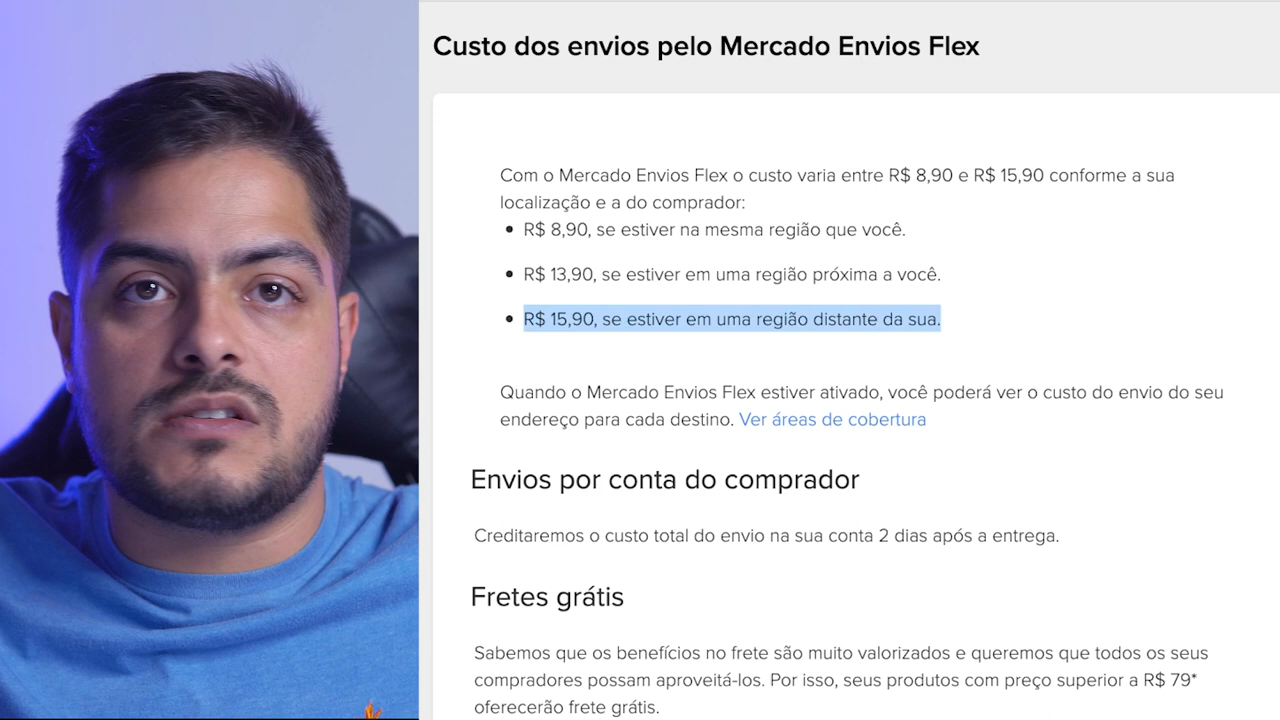 Custo dos envios pelo Mercado Envios Flex
Com o Mercado Envios Flex o custo varia entre R$ 8,90 e R$ 15,90 conforme a sua
localização e a do comprador:
R$ 8,90, se estiver na mesma região que você.
R$ 13,90, se estiver em uma região próxima a você.
R$ 15,90, se estiver em uma região distante da sua.
Quando o Mercado Envios Flex estiver ativado, você poderá ver o custo do envio do seu
endereço para cada destino. Ver áreas de cobertura
Envios por conta do comprador
Creditaremos o custo total do envio na sua conta 2 dias após a entrega.
Fretes grátis
Sabemos que os benefícios no frete são muito valorizados e queremos que todos os seus
compradores possam aproveitá-los. Por isso, seus produtos com preço superior a R$ 79*
oferecerão frete grátis.